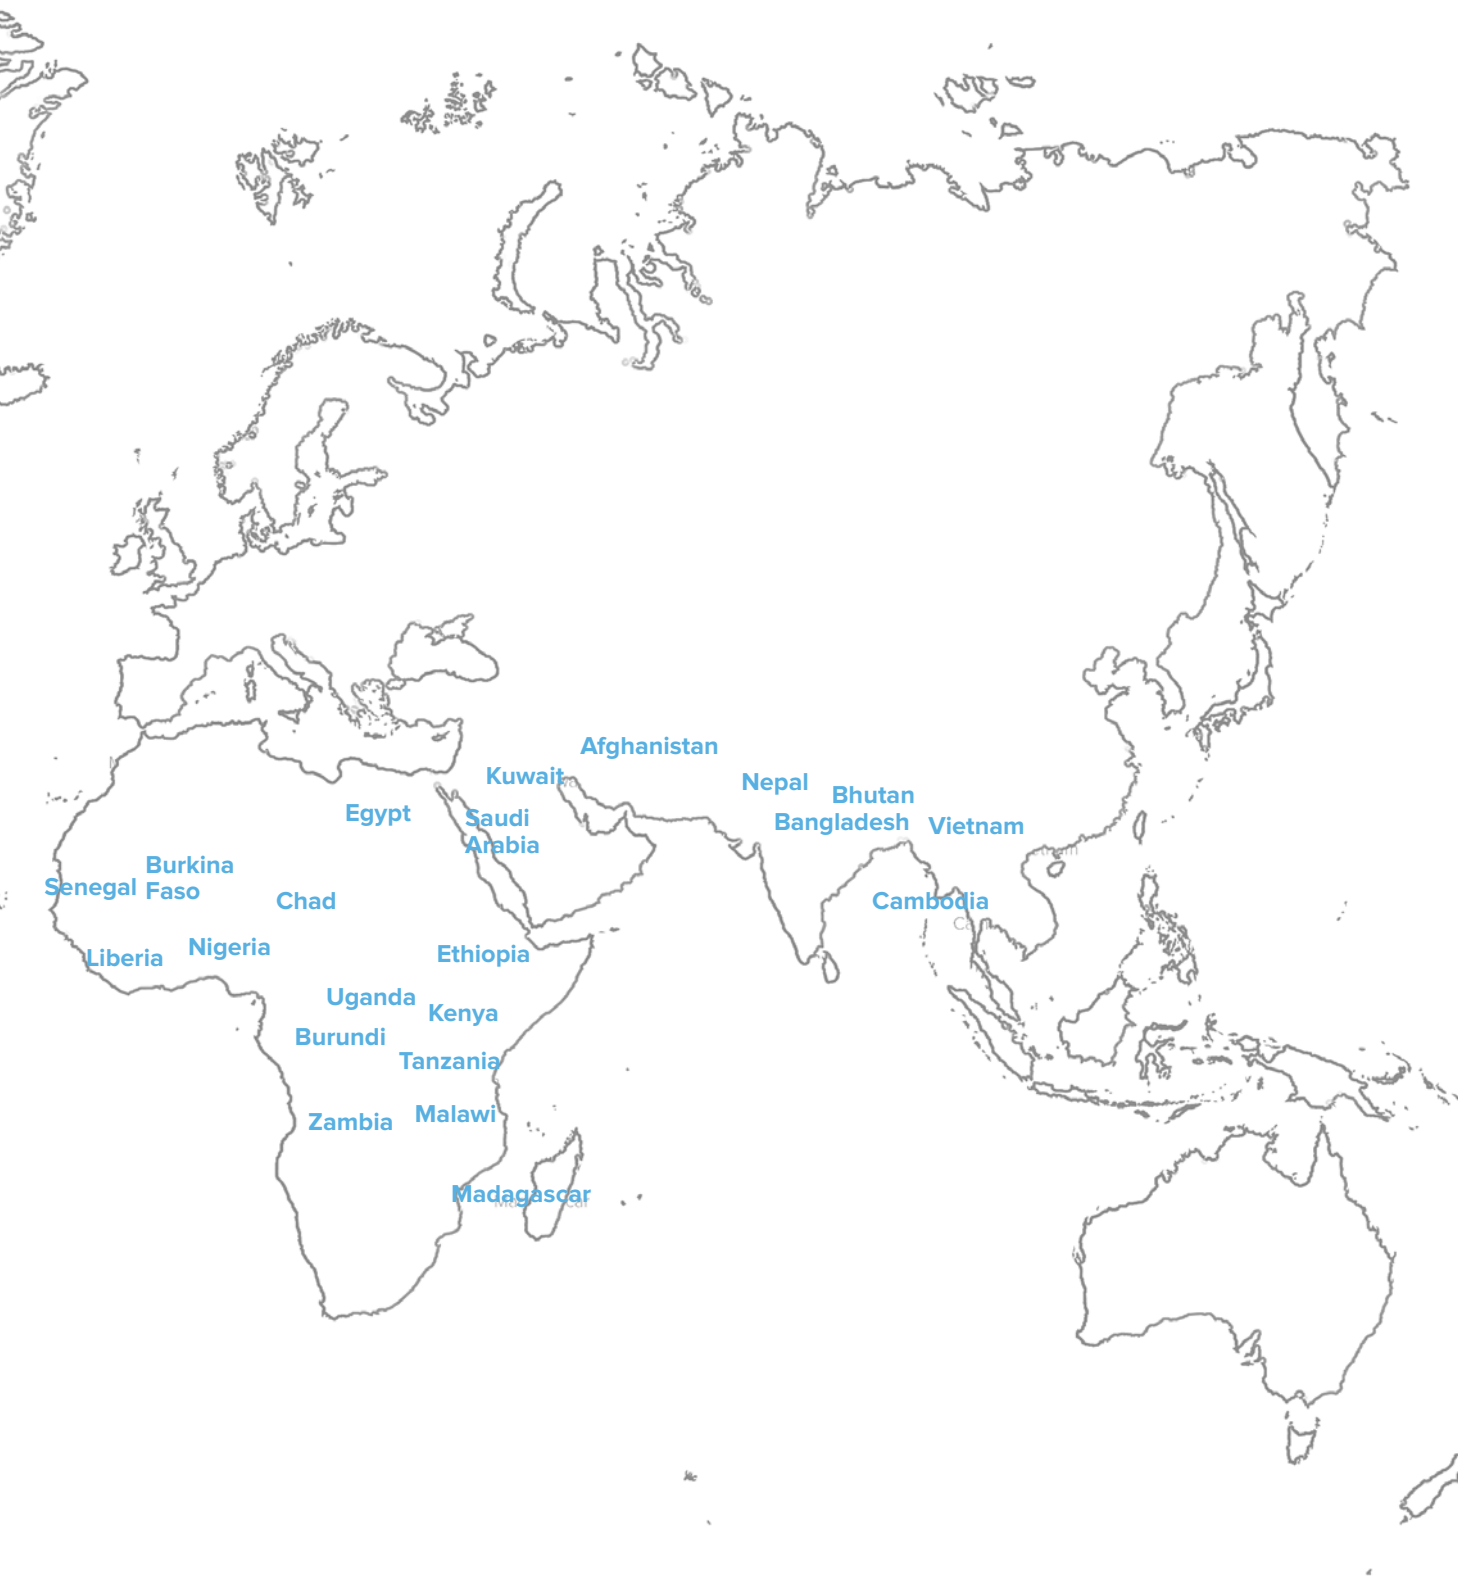 Afghanistan
Kuwait
Nepal
Bhutan
Egypt
Saudi
Arabia
Bangladesh
Vietnam
Burkina
Faso
Senegal
Chad
Cambodia
Liberia
Nigeria
Ethiopia
Uganda
Kenya
Burundi
Tanzania
Zambia
Malawi
Madagascar